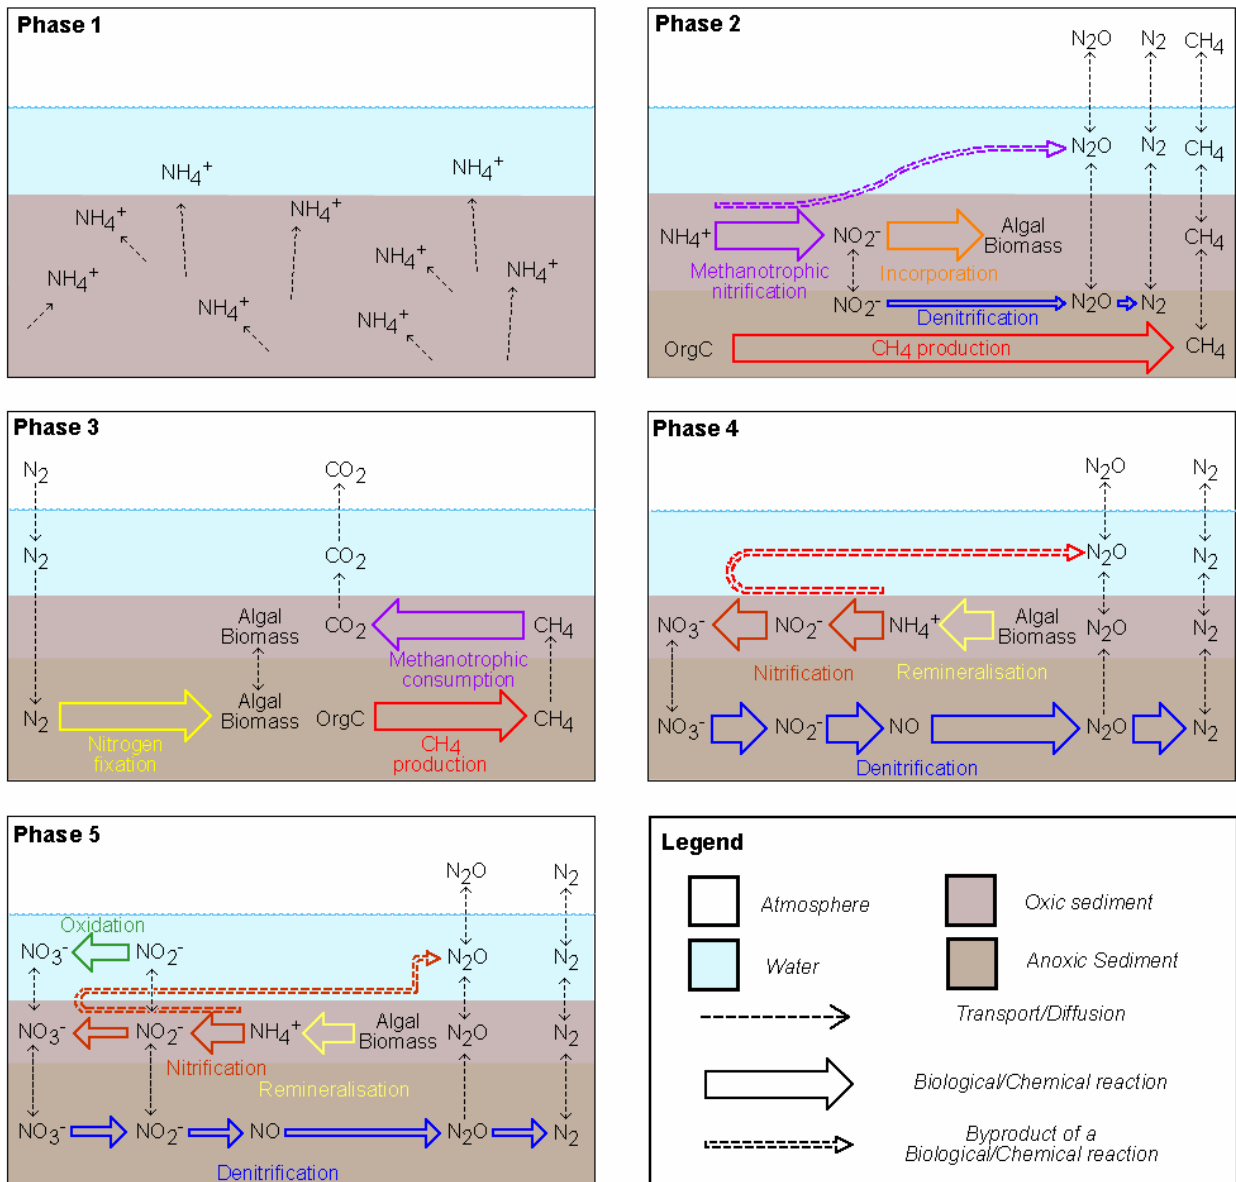 Phase 1
NH4+ NH4+
NH4+ NH4+
NH4+ NH4+ NH4+
NH4+ NH4+
Phase 2
N2O N2 CH4
N2O N2 CH4
NH4+ NO2- Algal Biomass CH4
Methanotrophic nitrification
Incorporation
NO2- N2O N2
Denitrification
OrgC CH4 production CH4
Phase 3
N2 CO2
N2 CO2
Algal Biomass CO2 CH4
Methanotrophic consumption
N2 Algal Biomass OrgC CH4
Nitrogen fixation
CH4 production
Phase 4
N2O N2
N2O N2
NO3- NO2- NH4+ Algal Biomass N2O N2
Nitrification Remineralisation
NO3- NO2- NO N2O N2
Denitrification
Phase 5
N2O N2
Oxidation
NO3- NO2- N2O N2
NO3- NO2- NH4+ Algal Biomass N2O N2
Nitrification
Remineralisation
NO3- NO2- NO N2O N2
Denitrification
Legend
Atmosphere
Oxic sediment
Water
Anoxic Sediment
Transport/Diffusion
Biological/Chemical reaction
Byproduct of a
Biological/Chemical reaction